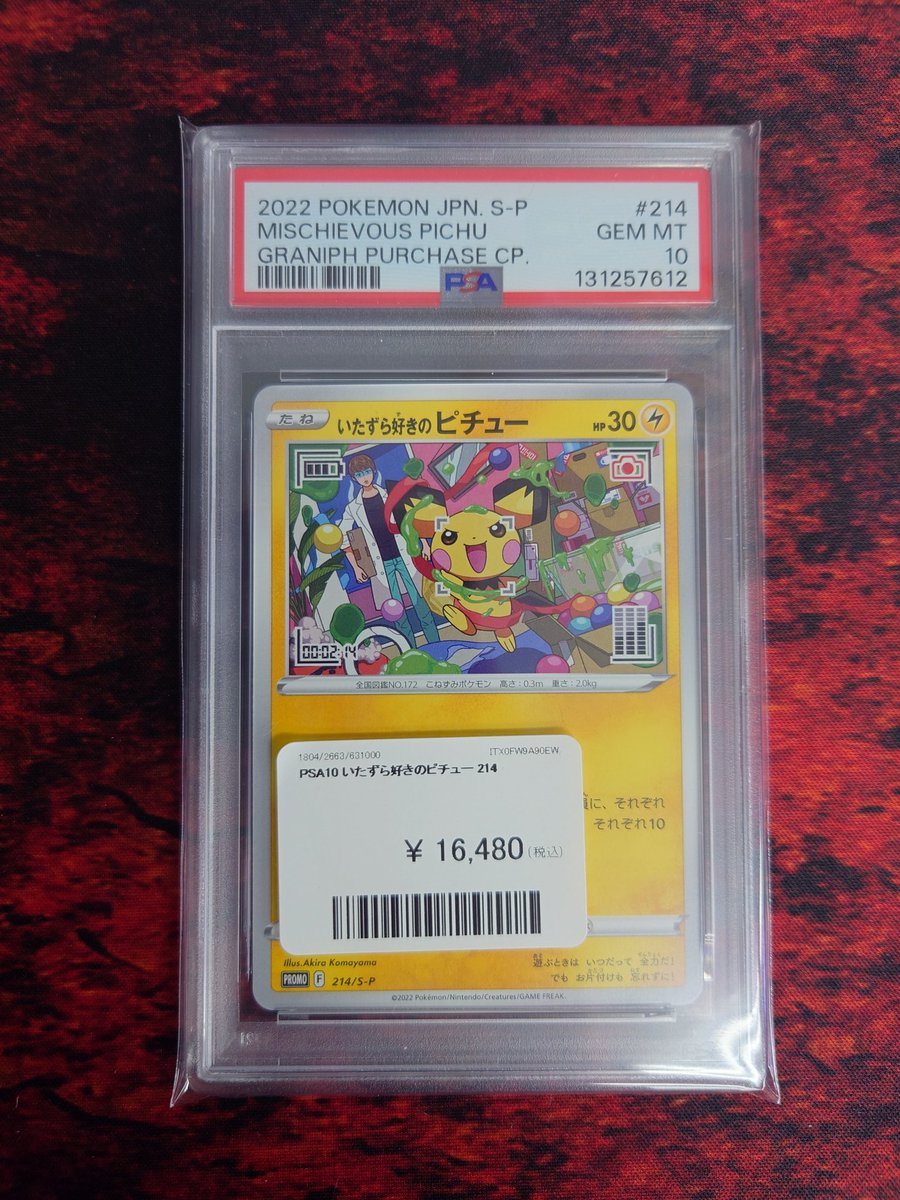 2022 POKEMON JPN. S-P #214
MISCHIEVOUS PICHU GEM MT
GRANIPH PURCHASE CP. 10
PSA 131257612
たね いたずら好きのピチュー HP30
00:02:14
全国図鑑NO.172 こねずみポケモン 高さ:0.3m 重さ:2.0kg
1804/2663/631000 ITX0FW9A90EW
PSA10 いたずら好きのピチュー 214
¥ 16,480(税込)
員に、それぞれ
それぞれ10
Illus.Akira Komayama
遊ぶときは いつだって 全力だ!
でも お片付けも 忘れずに!
PROMO F 214/S-P
©2022 Pokémon/Nintendo/Creatures/GAME FREAK